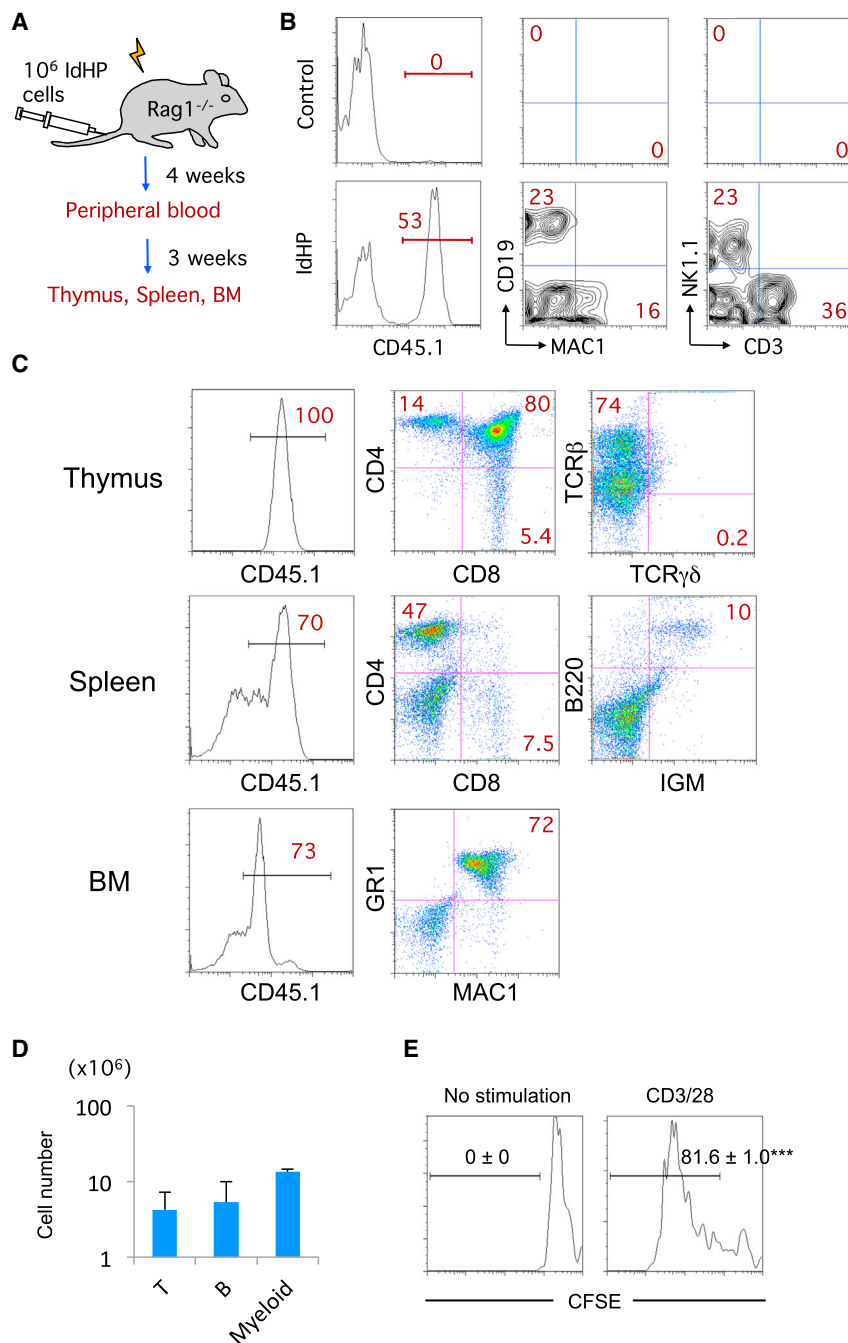 A
10⁶ IdHP
cells
Rag1⁻/⁻
4 weeks
Peripheral blood
3 weeks
Thymus, Spleen, BM
B
Control
0
0
0
0
0
IdHP
53
23
16
23
36
CD45.1
CD19
MAC1
NK1.1
CD3
C
Thymus
100
14
80
5.4
74
0.2
CD45.1
CD4
CD8
TCRβ
TCRγδ
Spleen
70
47
7.5
10
CD45.1
CD4
CD8
B220
IGM
BM
73
72
CD45.1
GR1
MAC1
D
(x10⁶)
Cell number
100
10
1
T
B
Myeloid
E
No stimulation
CD3/28
0 ± 0
81.6 ± 1.0***
CFSE